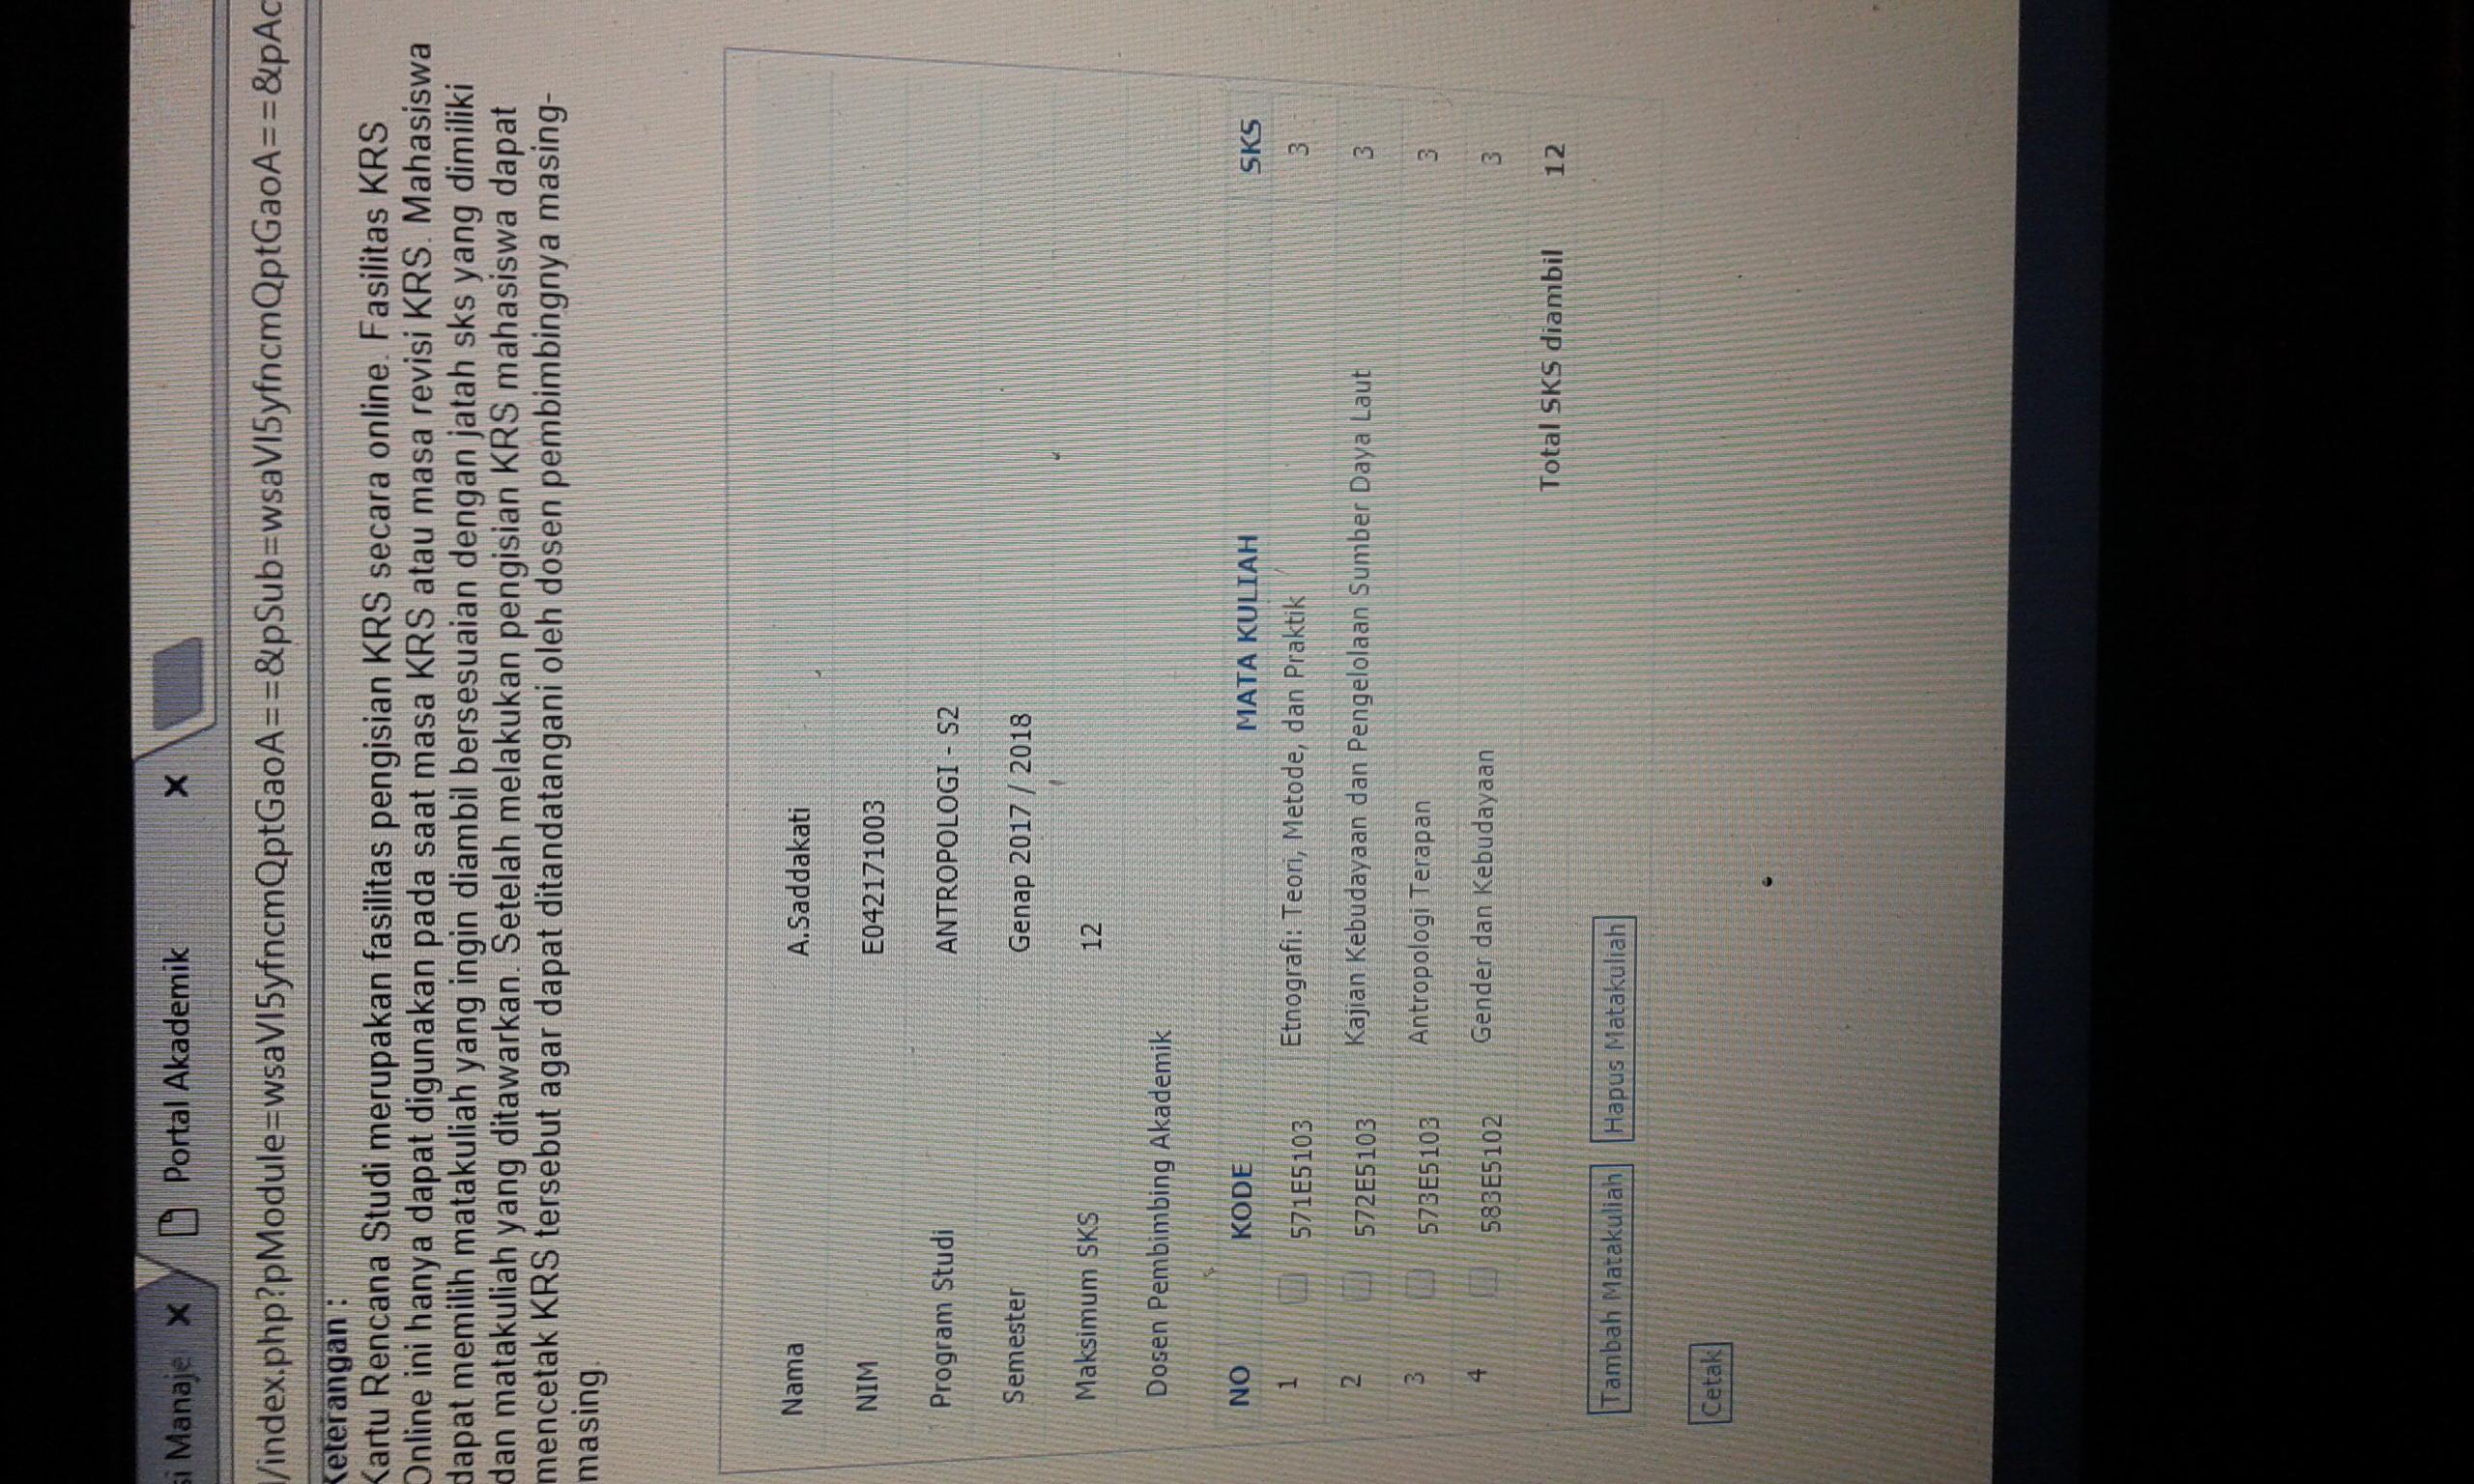 si Manaje
Portal Akademik
/index.php?pModule=wsaVl5yfncmQptGaoA==&pSub=wsaVl5yfncmQptGaoA==&pAc
Keterangan :
Kartu Rencana Studi merupakan fasilitas pengisian KRS secara online. Fasilitas KRS
Online ini hanya dapat digunakan pada saat masa KRS atau masa revisi KRS. Mahasiswa
dapat memilih matakuliah yang ingin diambil bersesuaian dengan jatah sks yang dimiliki
dan matakuliah yang ditawarkan. Setelah melakukan pengisian KRS mahasiswa dapat
mencetak KRS tersebut agar dapat ditandatangani oleh dosen pembimbingnya masing-
masing.
Nama A.Saddakati
NIM E042171003
Program Studi ANTROPOLOGI - S2
Semester Genap 2017 / 2018
Maksimum SKS 12
Dosen Pembimbing Akademik
NO KODE MATA KULIAH SKS
1 571E5103 Etnografi: Teori, Metode, dan Praktik 3
2 572E5103 Kajian Kebudayaan dan Pengelolaan Sumber Daya Laut 3
3 573E5103 Antropologi Terapan 3
4 583E5102 Gender dan Kebudayaan 3
Total SKS diambil 12
Tambah Matakuliah Hapus Matakuliah
Cetak